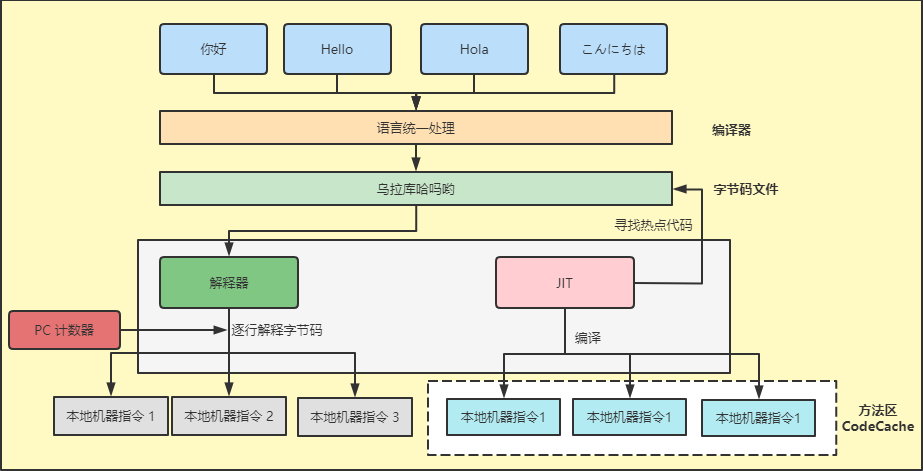 你好
Hello
Hola
こんにちは
语言统一处理
编译器
乌拉库哈吗哟
字节码文件
寻找热点代码
解释器
JIT
PC 计数器
逐行解释字节码
编译
本地机器指令 1
本地机器指令 2
本地机器指令 3
本地机器指令1
本地机器指令1
本地机器指令1
方法区
CodeCache